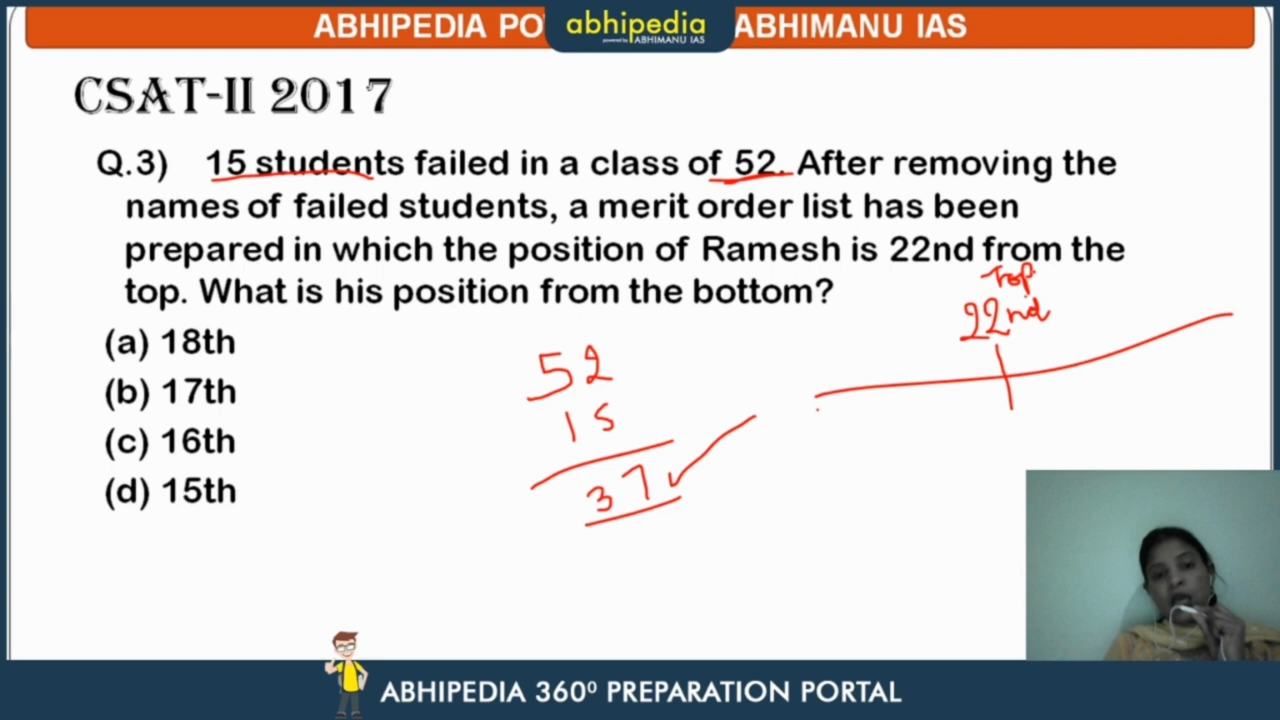 ABHIPEDIA PO abhipedia ABHIMANU IAS
powered by ABHIMANU IAS
CSAT-II 2017
Q.3) 15 students failed in a class of 52. After removing the
names of failed students, a merit order list has been
prepared in which the position of Ramesh is 22nd from the
top. What is his position from the bottom?
Top
22nd
(a) 18th
(b) 17th
(c) 16th
(d) 15th
52
15
37
ABHIPEDIA 360º PREPARATION PORTAL